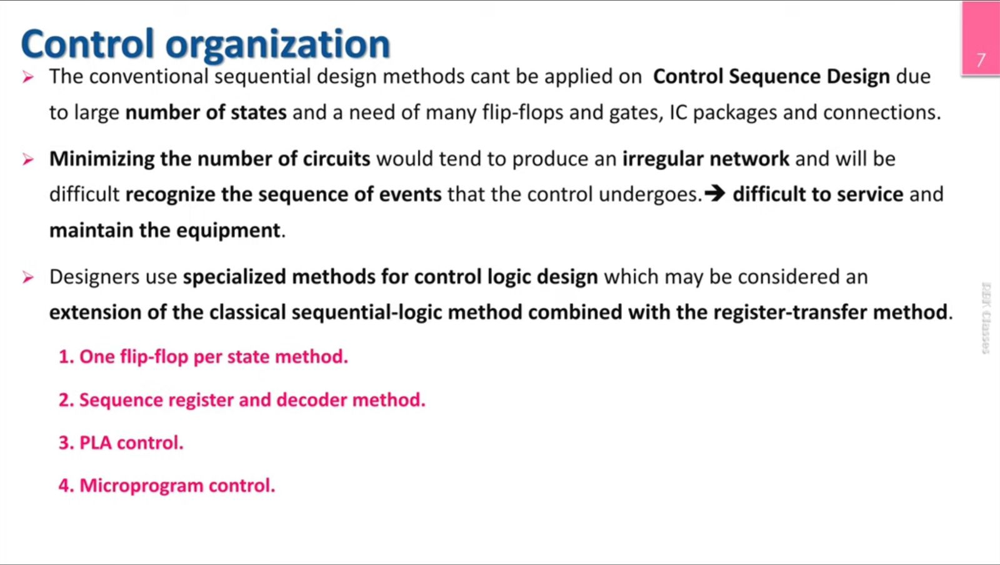 Control organization
7
➢ The conventional sequential design methods cant be applied on Control Sequence Design due
to large number of states and a need of many flip-flops and gates, IC packages and connections.
➢ Minimizing the number of circuits would tend to produce an irregular network and will be
difficult recognize the sequence of events that the control undergoes.➔ difficult to service and
maintain the equipment.
➢ Designers use specialized methods for control logic design which may be considered an
extension of the classical sequential-logic method combined with the register-transfer method.
1. One flip-flop per state method.
2. Sequence register and decoder method.
3. PLA control.
4. Microprogram control.